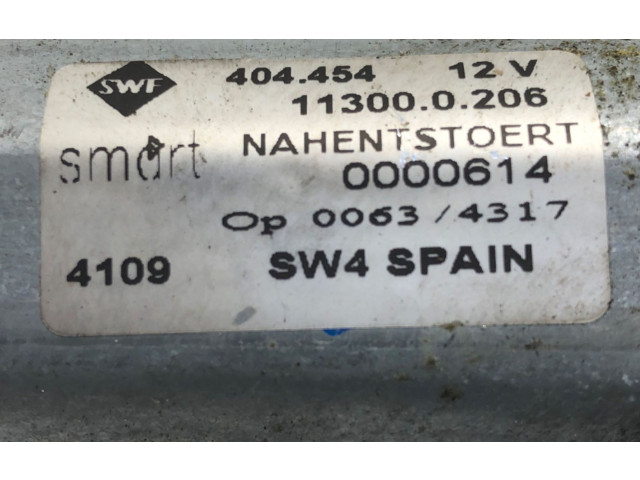 SWF 404.454 12 V
11300.0.206
smart NAHENTSTOERT
0000614
Op 0063/4317
4109 SW4 SPAIN